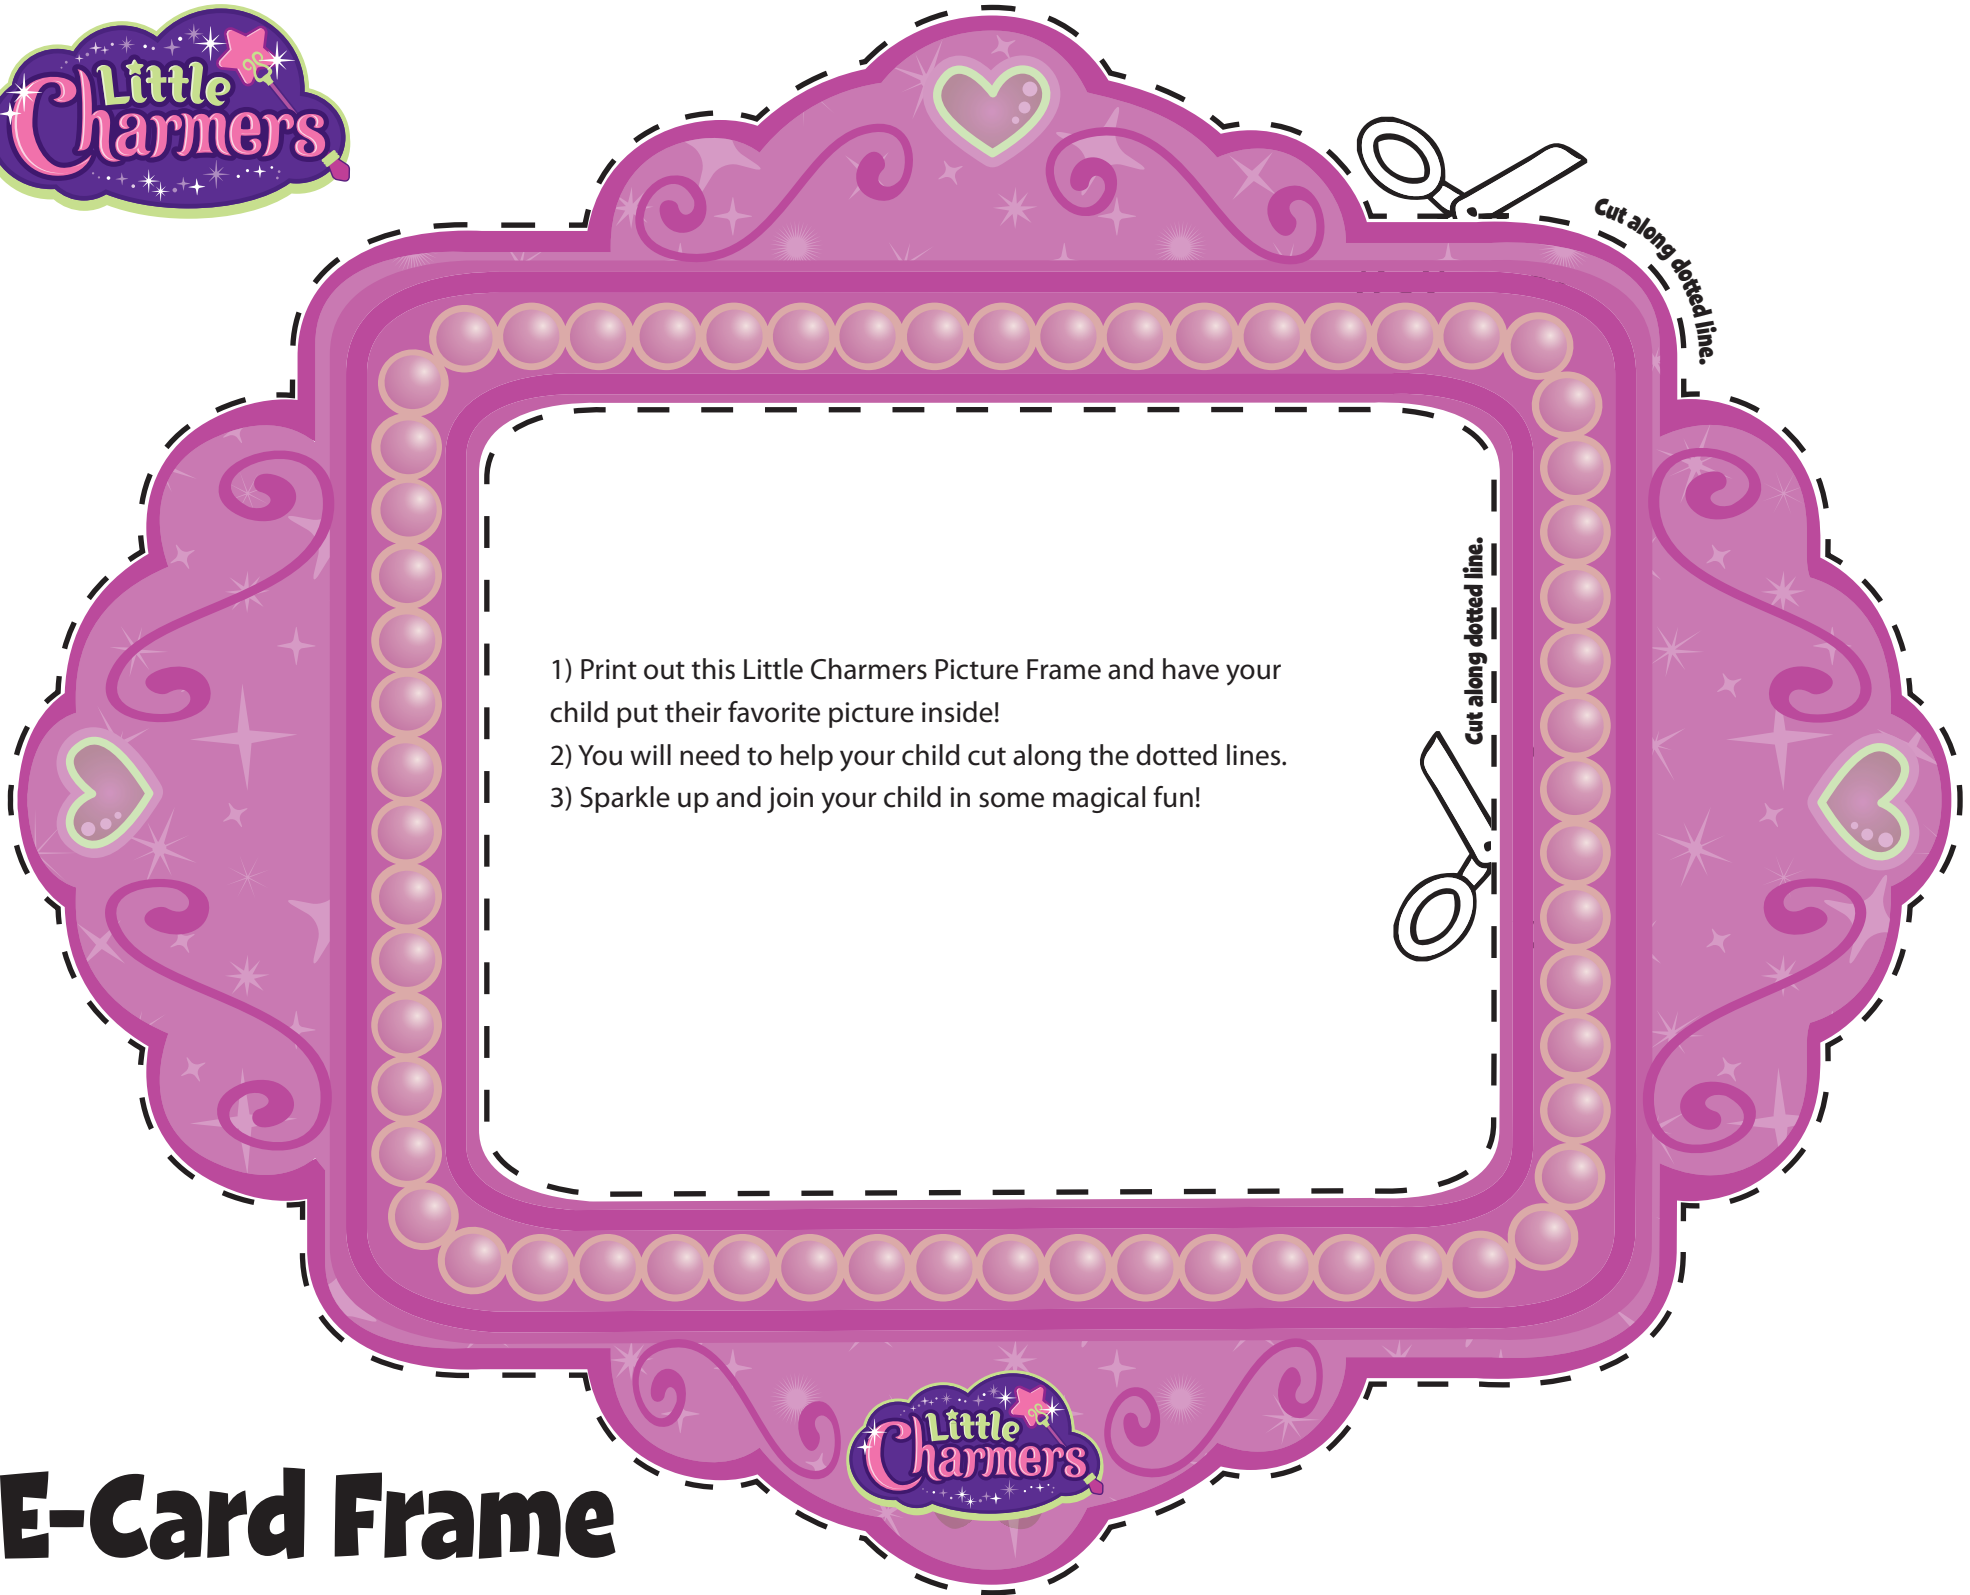 Little
Charmers
Cut along dotted line.
Cut along dotted line.
1) Print out this Little Charmers Picture Frame and have your
child put their favorite picture inside!
2) You will need to help your child cut along the dotted lines.
3) Sparkle up and join your child in some magical fun!
Little
Charmers
E-Card Frame